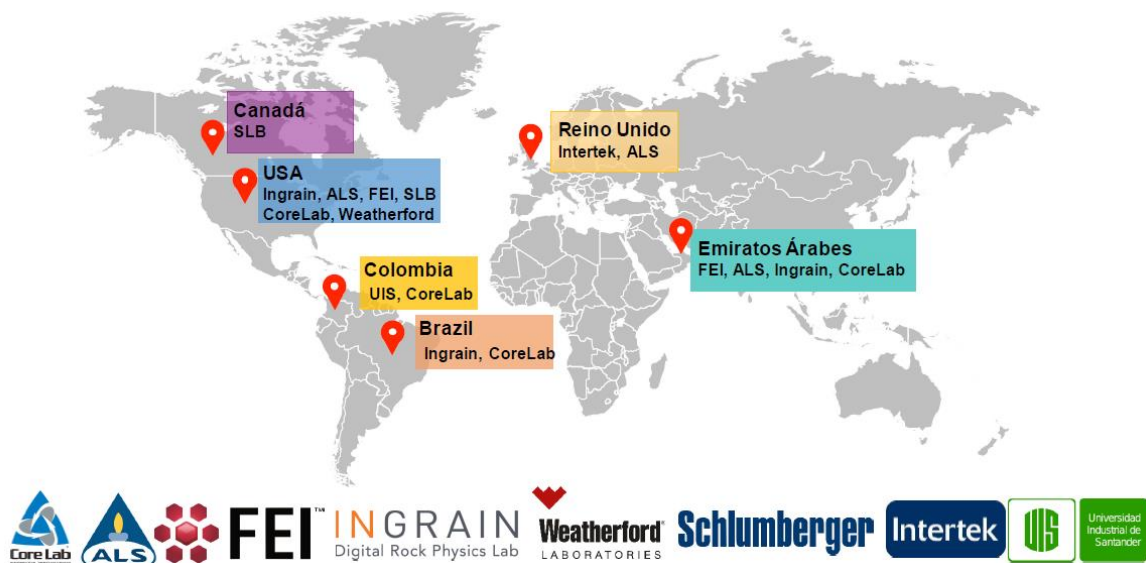 Canadá
SLB
USA
Ingrain, ALS, FEI, SLB
CoreLab, Weatherford
Reino Unido
Intertek, ALS
Emiratos Árabes
FEI, ALS, Ingrain, CoreLab
Colombia
UIS, CoreLab
Brazil
Ingrain, CoreLab
Core Lab
ALS
FEI™
INGRAIN
Digital Rock Physics Lab
Weatherford®
LABORATORIES
Schlumberger
Intertek
UIS
Universidad
Industrial de
Santander